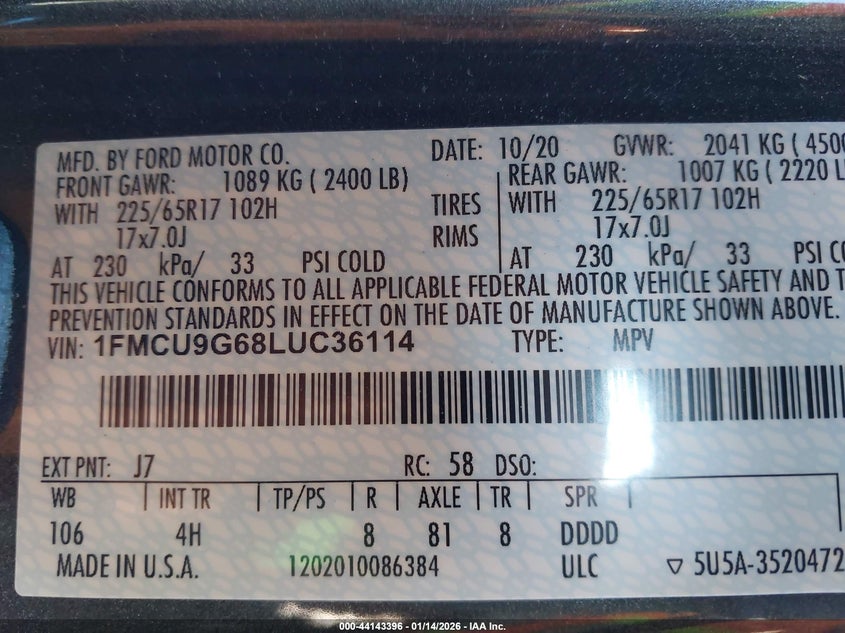 MFD. BY FORD MOTOR CO. DATE: 10/20 GVWR: 2041 KG ( 4500
FRONT GAWR: 1089 KG ( 2400 LB) REAR GAWR: 1007 KG ( 2220 L
WITH 225/65R17 102H TIRES WITH 225/65R17 102H
17x7.0J RIMS 17x7.0J
AT 230 kPa/ 33 PSI COLD AT 230 kPa/ 33 PSI CO
THIS VEHICLE CONFORMS TO ALL APPLICABLE FEDERAL MOTOR VEHICLE SAFETY AND T
PREVENTION STANDARDS IN EFFECT ON THE DATE OF MANUFACTURE SHOWN ABOVE.
VIN: 1FMCU9G68LUC36114 TYPE: MPV
EXT PNT: J7 RC: 58 DSO:
WB INT TR TP/PS R AXLE TR SPR
106 4H 8 81 8 DDDD
MADE IN U.S.A. 1202010086384 ULC ▽ 5U5A-3520472
000-44143396 - 01/14/2026 - IAA Inc.